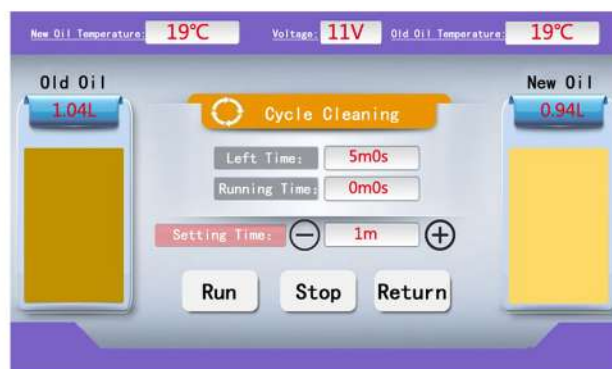 New Oil Temperature: 19℃ Voltage: 11V Old Oil Temperature: 19℃
Old Oil
1.04L
New Oil
0.94L
Cycle Cleaning
Left Time: 5m0s
Running Time: 0m0s
Setting Time: − 1m +
Run Stop Return